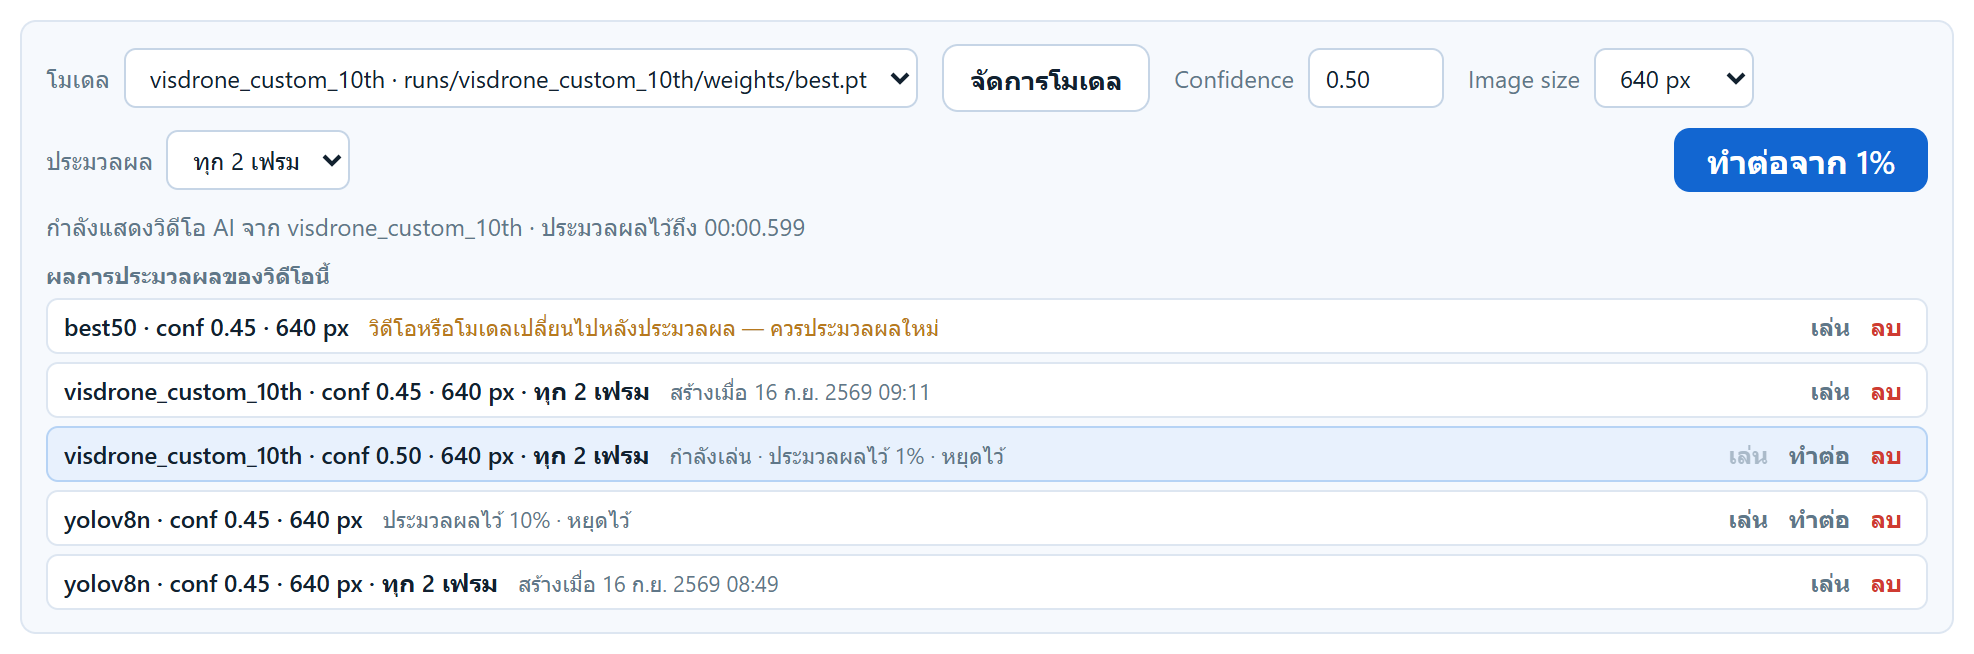 โมเดล visdrone_custom_10th · runs/visdrone_custom_10th/weights/best.pt จัดการโมเดล Confidence 0.50 Image size 640 px
ประมวลผล ทุก 2 เฟรม ทำต่อจาก 1%
กำลังแสดงวิดีโอ AI จาก visdrone_custom_10th · ประมวลผลไว้ถึง 00:00.599
ผลการประมวลผลของวิดีโอนี้
best50 · conf 0.45 · 640 px วิดีโอหรือโมเดลเปลี่ยนไปหลังประมวลผล — ควรประมวลผลใหม่ เล่น ลบ
visdrone_custom_10th · conf 0.45 · 640 px · ทุก 2 เฟรม สร้างเมื่อ 16 ก.ย. 2569 09:11 เล่น ลบ
visdrone_custom_10th · conf 0.50 · 640 px · ทุก 2 เฟรม กำลังเล่น · ประมวลผลไว้ 1% · หยุดไว้ เล่น ทำต่อ ลบ
yolov8n · conf 0.45 · 640 px ประมวลผลไว้ 10% · หยุดไว้ เล่น ทำต่อ ลบ
yolov8n · conf 0.45 · 640 px · ทุก 2 เฟรม สร้างเมื่อ 16 ก.ย. 2569 08:49 เล่น ลบ